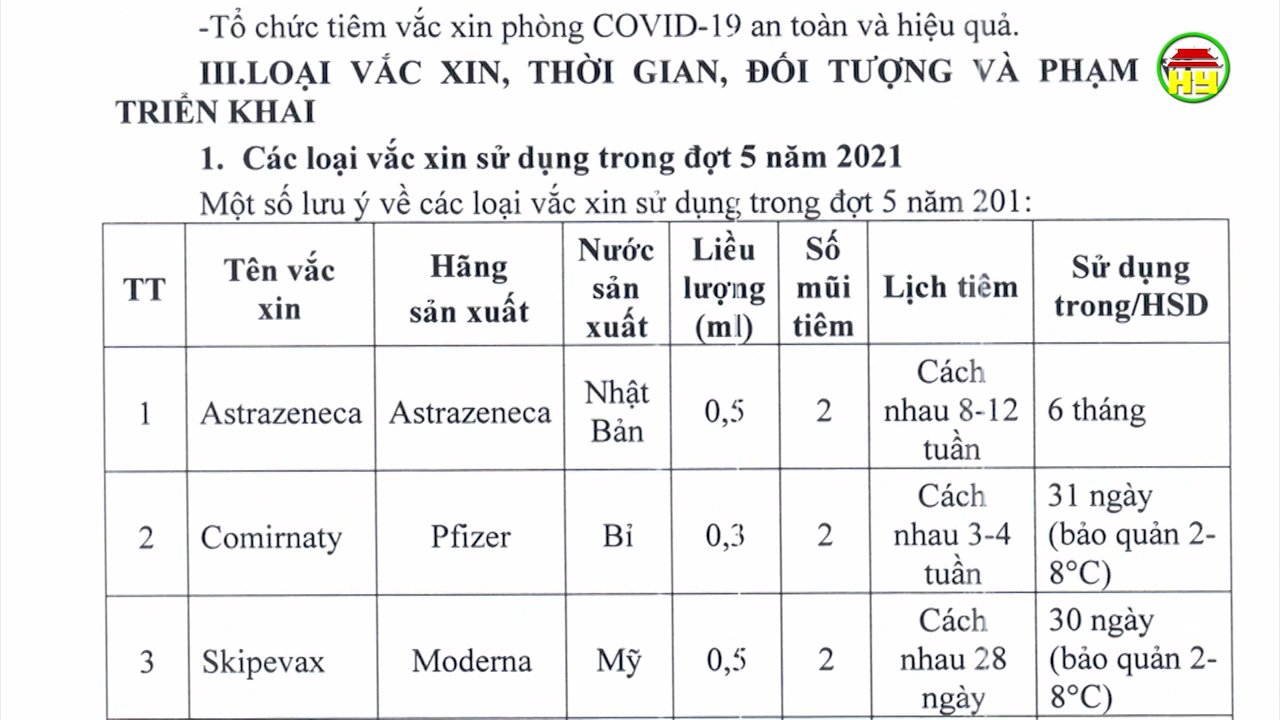 -Tổ chức tiêm vắc xin phòng COVID-19 an toàn và hiệu quả.
III.LOẠI VẮC XIN, THỜI GIAN, ĐỐI TƯỢNG VÀ PHẠM
TRIỂN KHAI
1. Các loại vắc xin sử dụng trong đợt 5 năm 2021
Một số lưu ý về các loại vắc xin sử dụng trong đợt 5 năm 201:
TT
Tên vắc
xin
Hãng
sản xuất
Nước
sản
xuất
Liều
lượng
(ml)
Số
mũi
tiêm
Lịch tiêm
Sử dụng
trong/HSD
1
Astrazeneca
Astrazeneca
Nhật
Bản
0,5
2
Cách
nhau 8-12
tuần
6 tháng
2
Comirnaty
Pfizer
Bỉ
0,3
2
Cách
nhau 3-4
tuần
31 ngày
(bảo quản 2-
8°C)
3
Skipevax
Moderna
Mỹ
0,5
2
Cách
nhau 28
ngày
30 ngày
(bảo quản 2-
8°C)
HY